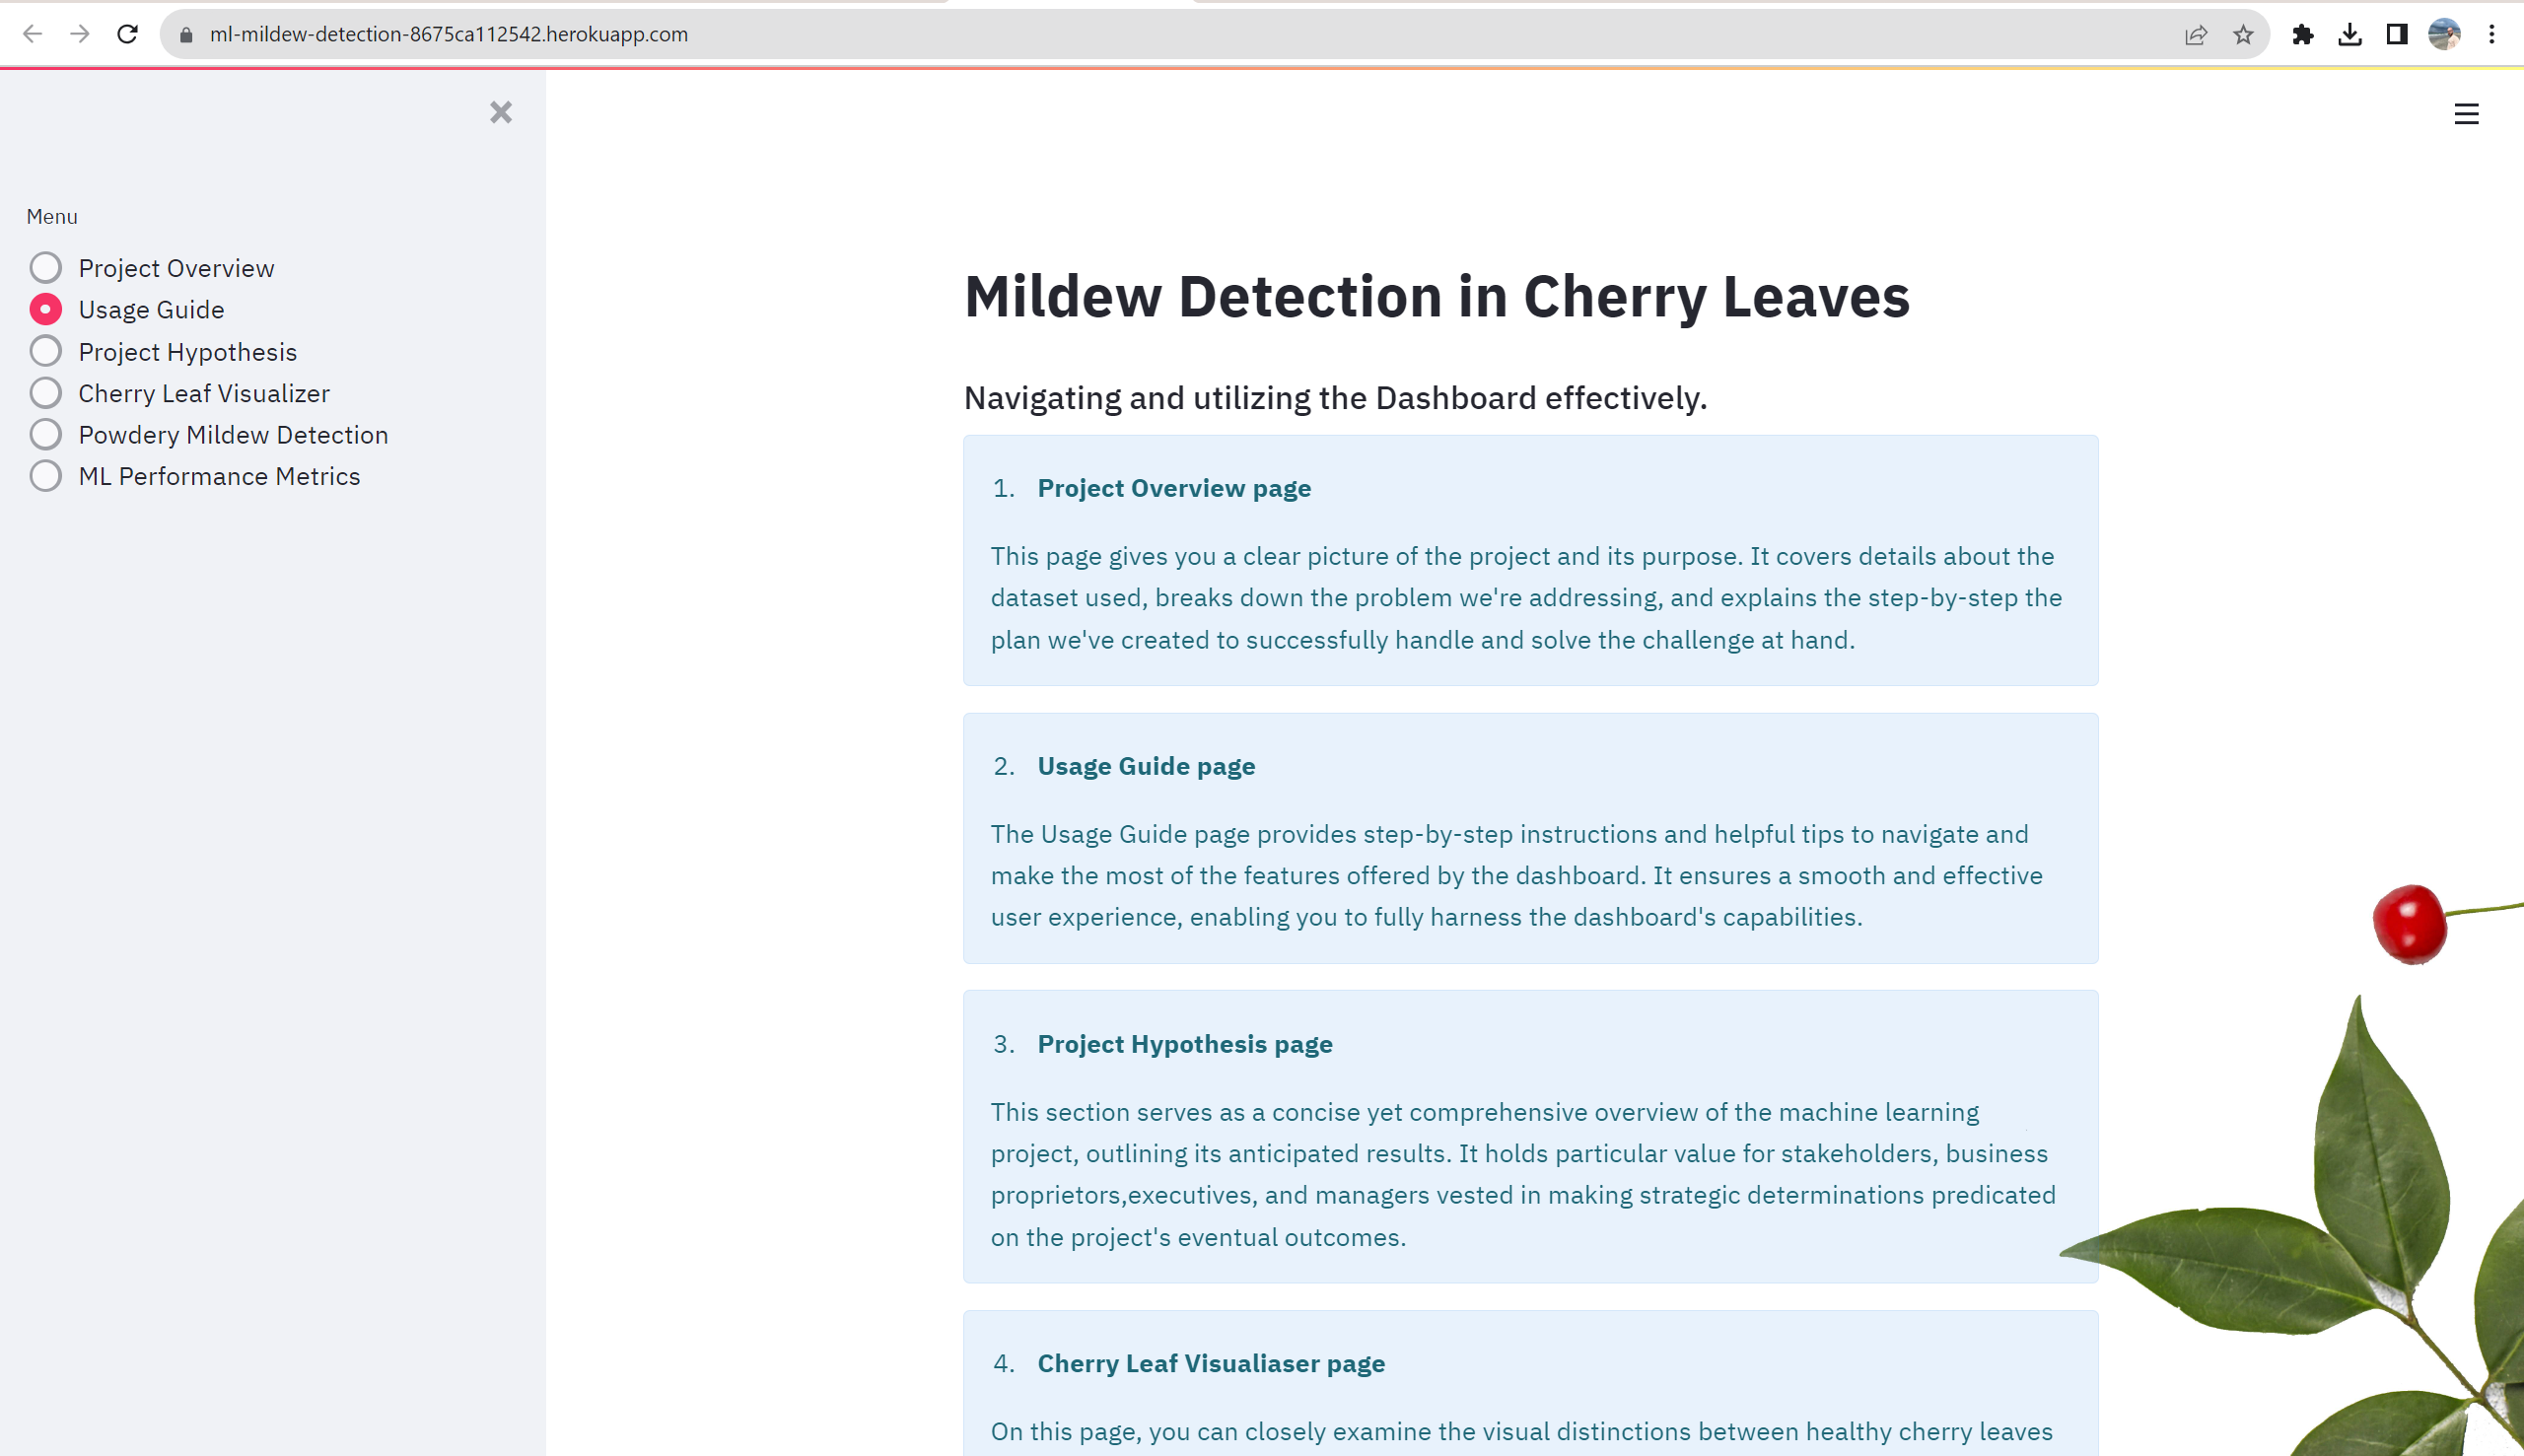 ml-mildew-detection-8675ca112542.herokuapp.com
Menu
Project Overview
Usage Guide
Project Hypothesis
Cherry Leaf Visualizer
Powdery Mildew Detection
ML Performance Metrics
Mildew Detection in Cherry Leaves
Navigating and utilizing the Dashboard effectively.
1. Project Overview page
This page gives you a clear picture of the project and its purpose. It covers details about the
dataset used, breaks down the problem we're addressing, and explains the step-by-step the
plan we've created to successfully handle and solve the challenge at hand.
2. Usage Guide page
The Usage Guide page provides step-by-step instructions and helpful tips to navigate and
make the most of the features offered by the dashboard. It ensures a smooth and effective
user experience, enabling you to fully harness the dashboard's capabilities.
3. Project Hypothesis page
This section serves as a concise yet comprehensive overview of the machine learning
project, outlining its anticipated results. It holds particular value for stakeholders, business
proprietors,executives, and managers vested in making strategic determinations predicated
on the project's eventual outcomes.
4. Cherry Leaf Visualiaser page
On this page, you can closely examine the visual distinctions between healthy cherry leaves